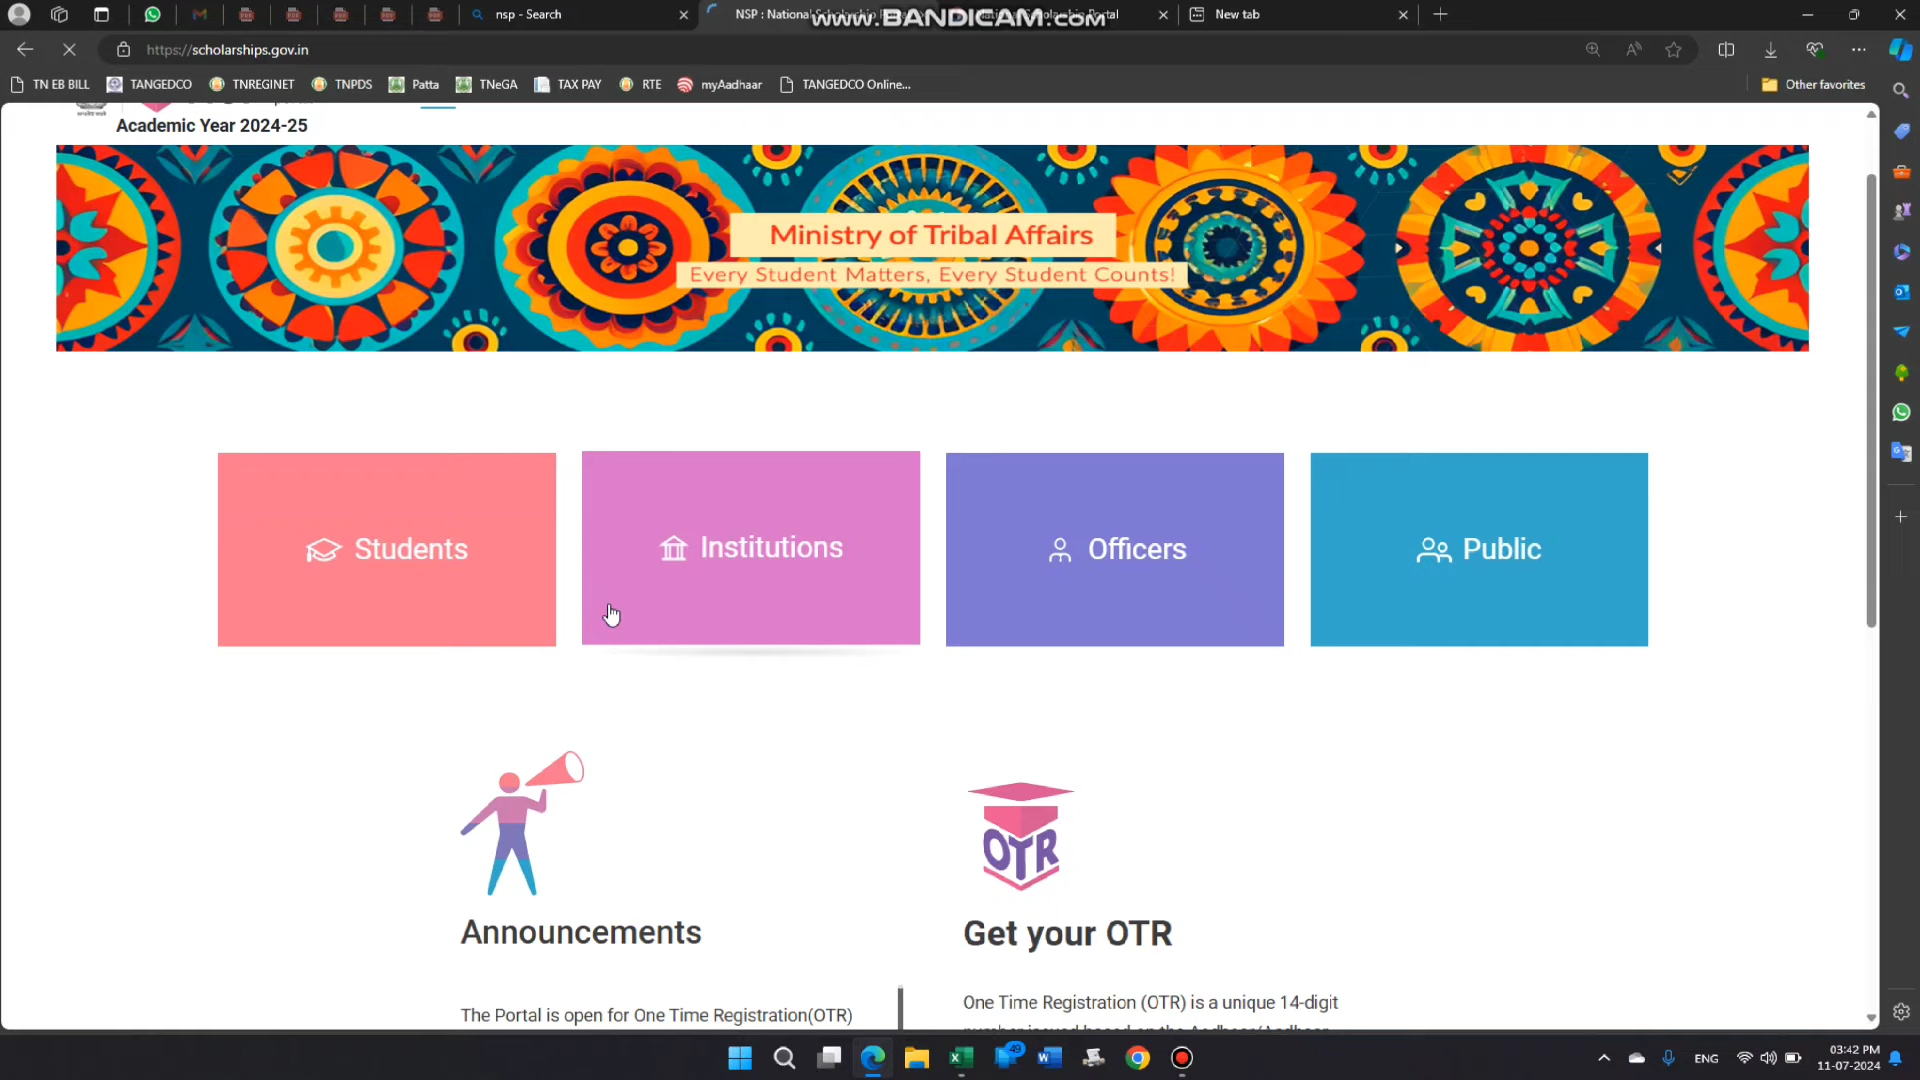 nsp - Search
NSP : National
Portal
New tab
www.BANDICAM.com
https://scholarships.gov.in
TN EB BILL
TANGEDCO
TNREGINET
TNPDS
Patta
TNeGA
TAX PAY
RTE
myAadhaar
TANGEDCO Online...
Other favorites
Academic Year 2024-25
Ministry of Tribal Affairs
Every Student Matters, Every Student Counts!
Students
Institutions
Officers
Public
OTR
Announcements
Get your OTR
The Portal is open for One Time Registration(OTR)
One Time Registration (OTR) is a unique 14-digit
49
ENG
03:42 PM
11-07-2024